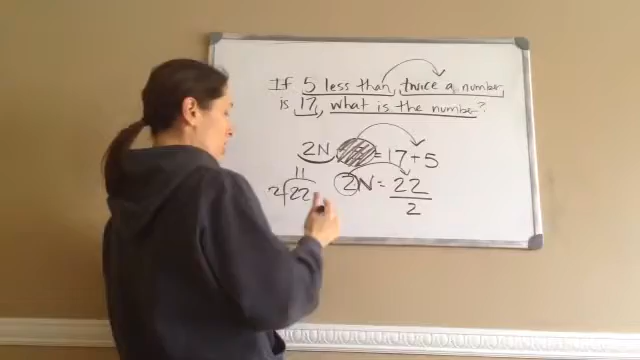 If 5 less than, twice a number,
is 17, what is the number?
2N = 17 + 5
11
2 22
2N = 22
2